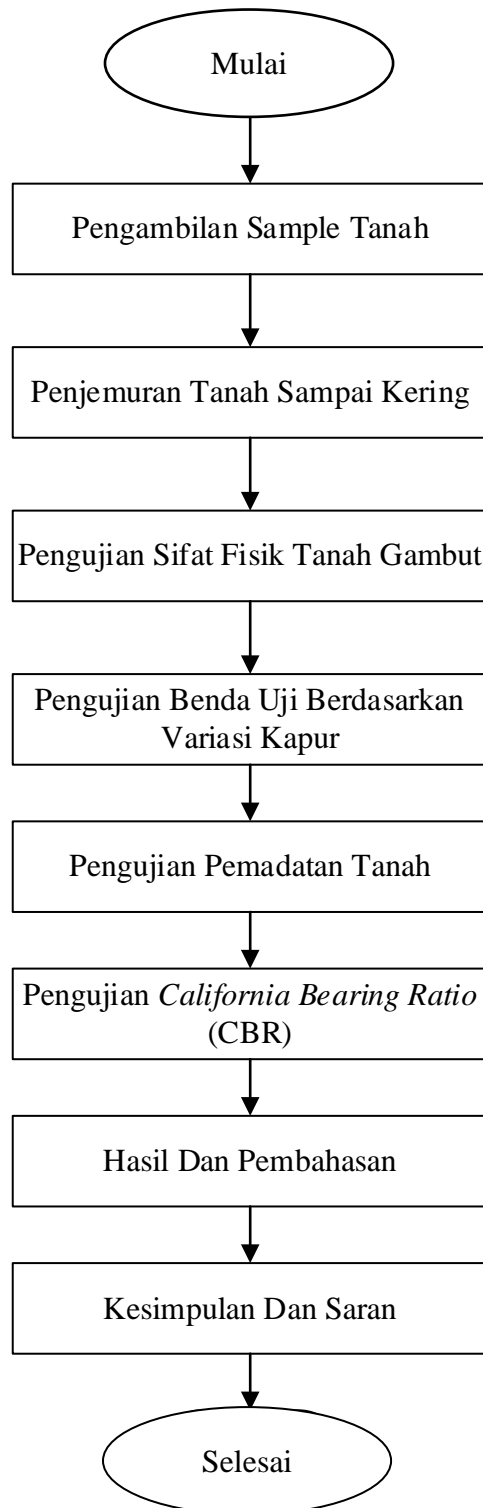 Mulai
Pengambilan Sample Tanah
Penjemuran Tanah Sampai Kering
Pengujian Sifat Fisik Tanah Gambut
Pengujian Benda Uji Berdasarkan
Variasi Kapur
Pengujian Pemadatan Tanah
Pengujian California Bearing Ratio
(CBR)
Hasil Dan Pembahasan
Kesimpulan Dan Saran
Selesai